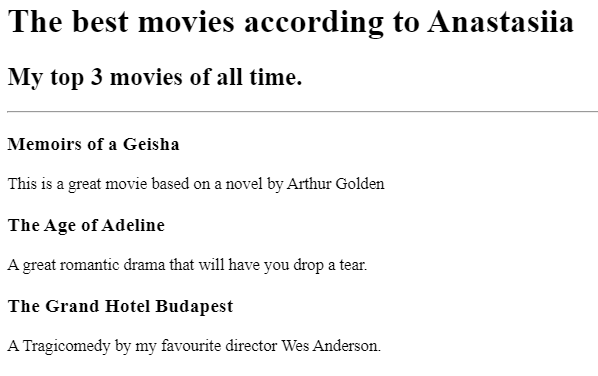 The best movies according to Anastasiia
My top 3 movies of all time.
Memoirs of a Geisha
This is a great movie based on a novel by Arthur Golden
The Age of Adeline
A great romantic drama that will have you drop a tear.
The Grand Hotel Budapest
A Tragicomedy by my favourite director Wes Anderson.